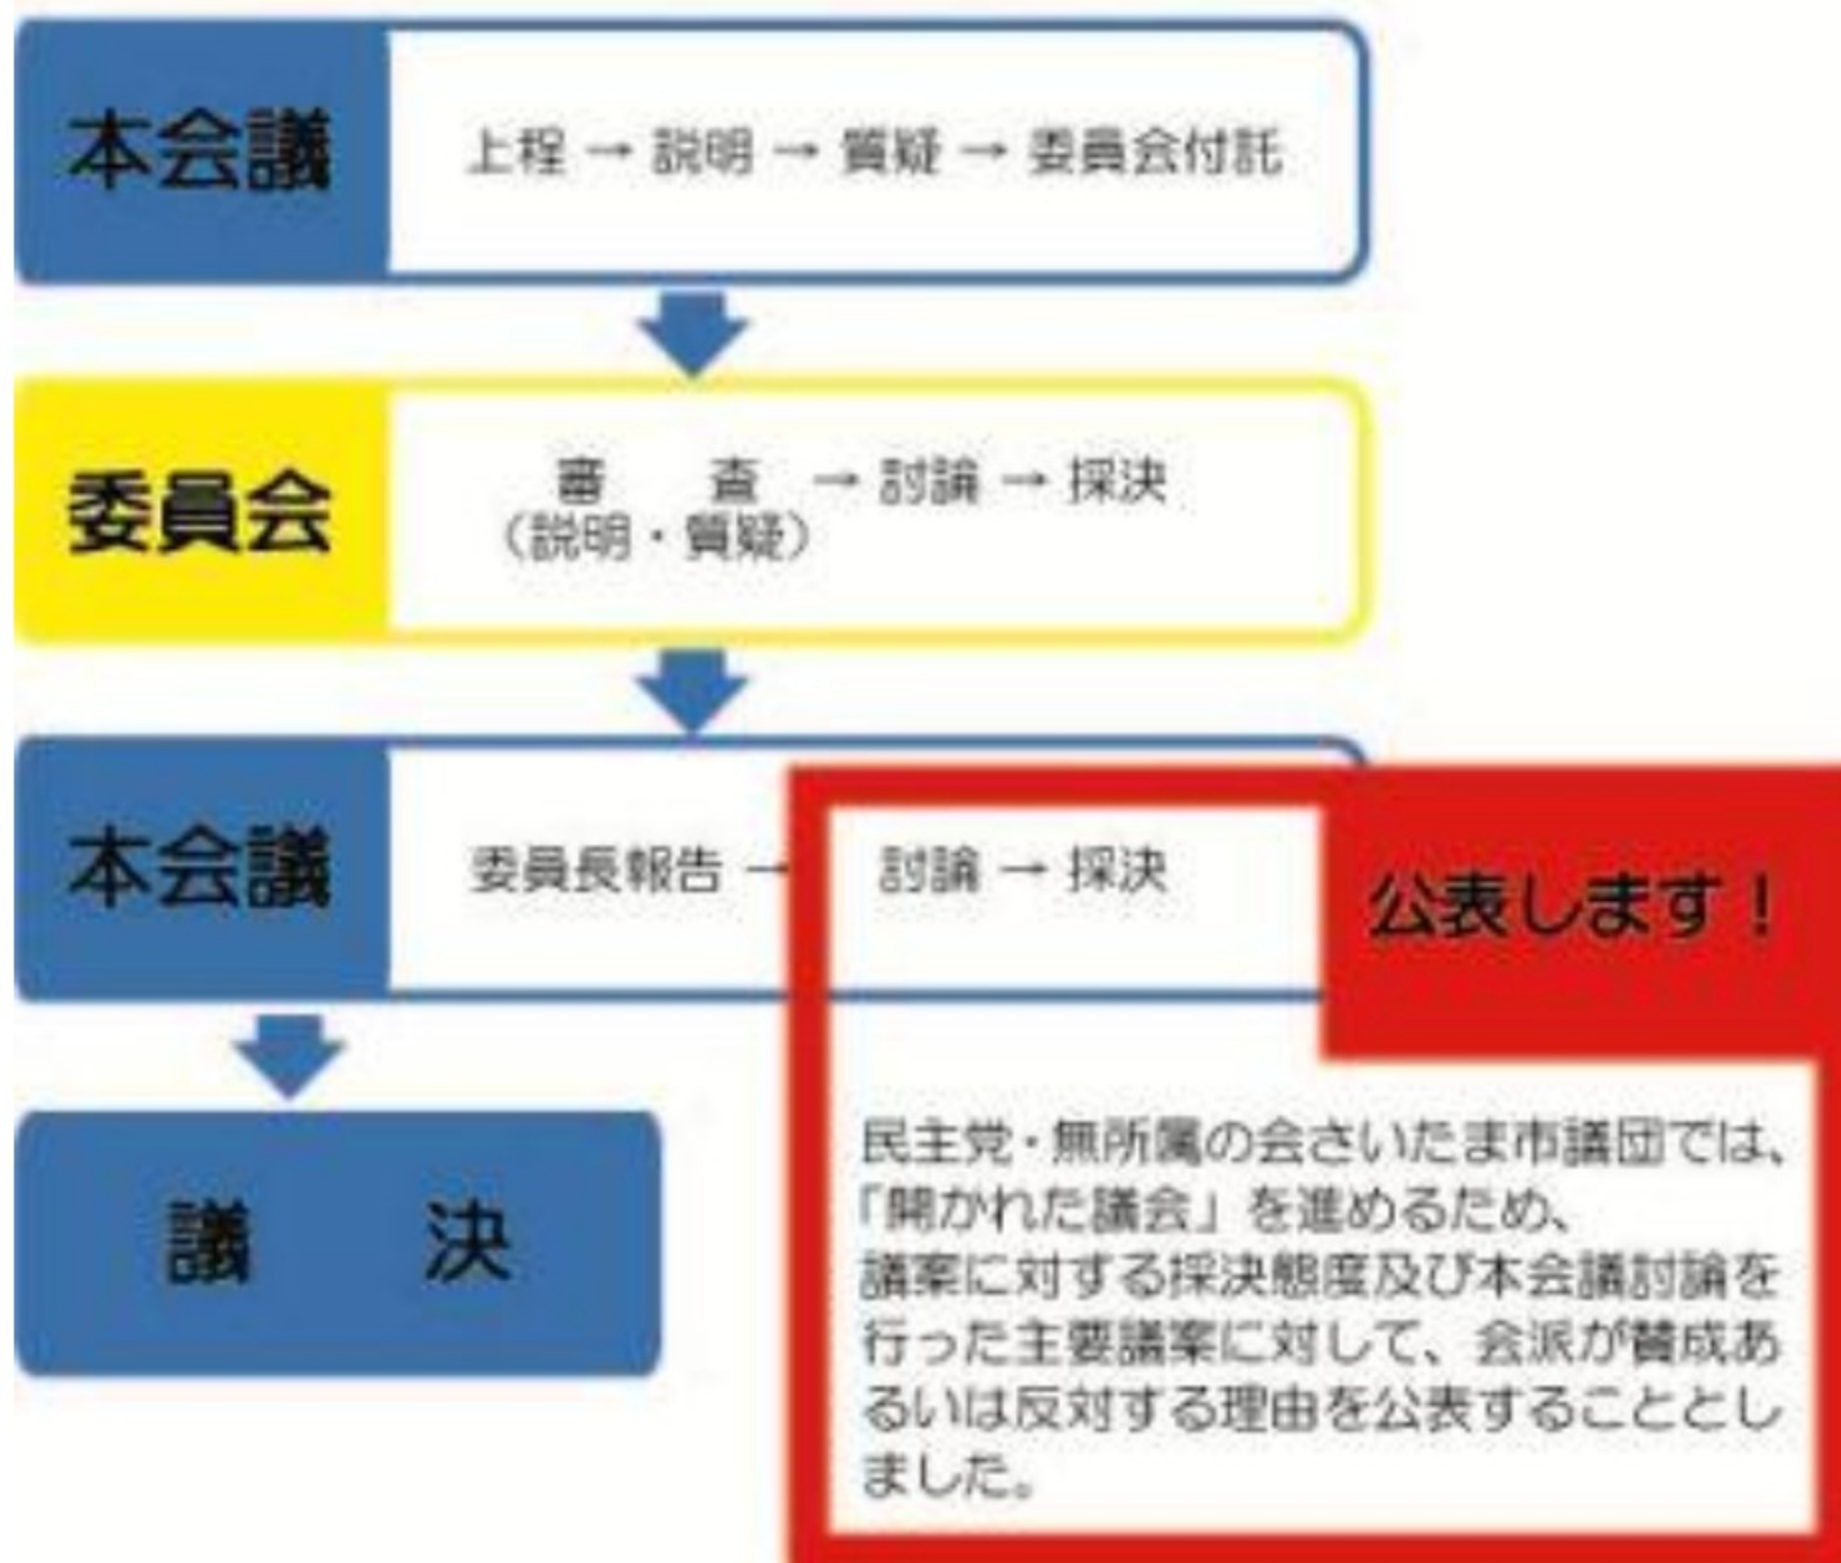 本会議
上程 → 説明 → 質疑 → 委員会付託
委員会
審査 → 討論 → 採決
（説明・質疑）
本会議
委員長報告 → 討論 → 採決
公表します！
議決
民主党・無所属の会さいたま市議団では、
「開かれた議会」を進めるため、
議案に対する採決態度及び本会議討論を
行った主要議案に対して、会派が賛成あ
るいは反対する理由を公表することとし
ました。